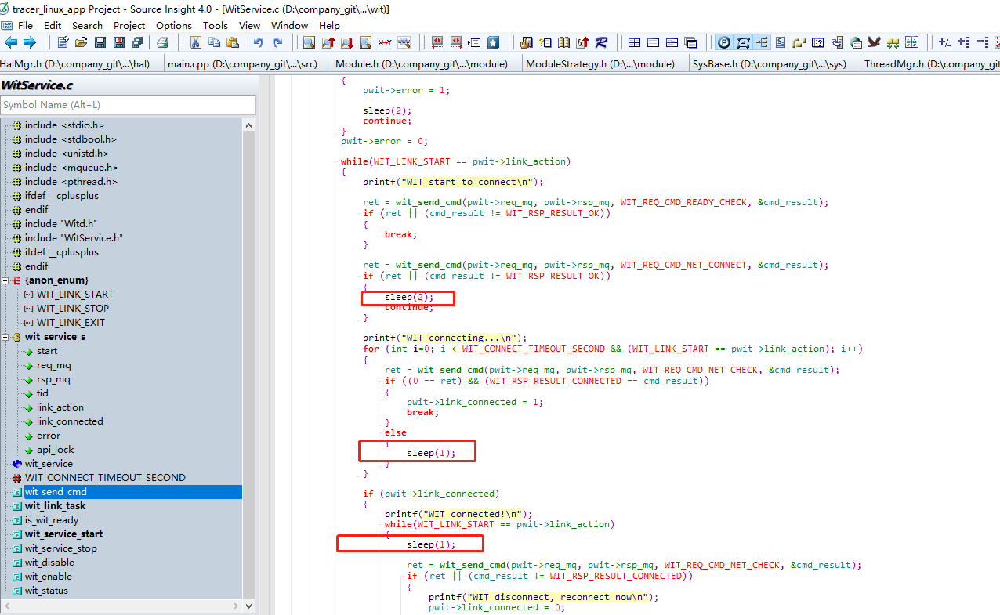 tracer_linux_app Project - Source Insight 4.0 - [WitService.c (D:\company_git\...\wit)]
File Edit Search Project Options Tools View Window Help
HalMgr.h (D:\company_git\...\hal) main.cpp (D:\company_git\...\src) Module.h (D:\company_git\...\module) ModuleStrategy.h (D:\...\module) SysBase.h (D:\company_git\...\sys) ThreadMgr.h (D:\company_git\...
WitService.c
Symbol Name (Alt+L)
include <stdio.h>
include <stdbool.h>
include <unistd.h>
include <mqueue.h>
include <pthread.h>
ifdef __cplusplus
endif
include "Witd.h"
include "WitService.h"
ifdef __cplusplus
endif
{anon_enum}
WIT_LINK_START
WIT_LINK_STOP
WIT_LINK_EXIT
wit_service_s
start
req_mq
rsp_mq
tid
link_action
link_connected
error
api_lock
wit_service
WIT_CONNECT_TIMEOUT_SECOND
wit_send_cmd
wit_link_task
is_wit_ready
wit_service_start
wit_service_stop
wit_disable
wit_enable
wit_status
{
pwit->error = 1;
sleep(2);
continue;
}
pwit->error = 0;
while(WIT_LINK_START == pwit->link_action)
{
printf("WIT start to connect\n");
ret = wit_send_cmd(pwit->req_mq, pwit->rsp_mq, WIT_REQ_CMD_READY_CHECK, &cmd_result);
if (ret || (cmd_result != WIT_RSP_RESULT_OK))
{
break;
}
ret = wit_send_cmd(pwit->req_mq, pwit->rsp_mq, WIT_REQ_CMD_NET_CONNECT, &cmd_result);
if (ret || (cmd_result != WIT_RSP_RESULT_OK))
{
sleep(2);
continue;
}
printf("WIT connecting...\n");
for (int i=0; i < WIT_CONNECT_TIMEOUT_SECOND && (WIT_LINK_START == pwit->link_action); i++)
{
ret = wit_send_cmd(pwit->req_mq, pwit->rsp_mq, WIT_REQ_CMD_NET_CHECK, &cmd_result);
if ((0 == ret) && (WIT_RSP_RESULT_CONNECTED == cmd_result))
{
pwit->link_connected = 1;
break;
}
else
{
sleep(1);
}
}
if (pwit->link_connected)
{
printf("WIT connected!\n");
while(WIT_LINK_START == pwit->link_action)
{
sleep(1);
ret = wit_send_cmd(pwit->req_mq, pwit->rsp_mq, WIT_REQ_CMD_NET_CHECK, &cmd_result);
if (ret || (cmd_result != WIT_RSP_RESULT_CONNECTED))
{
printf("WIT disconnect, reconnect now\n");
pwit->link_connected = 0;